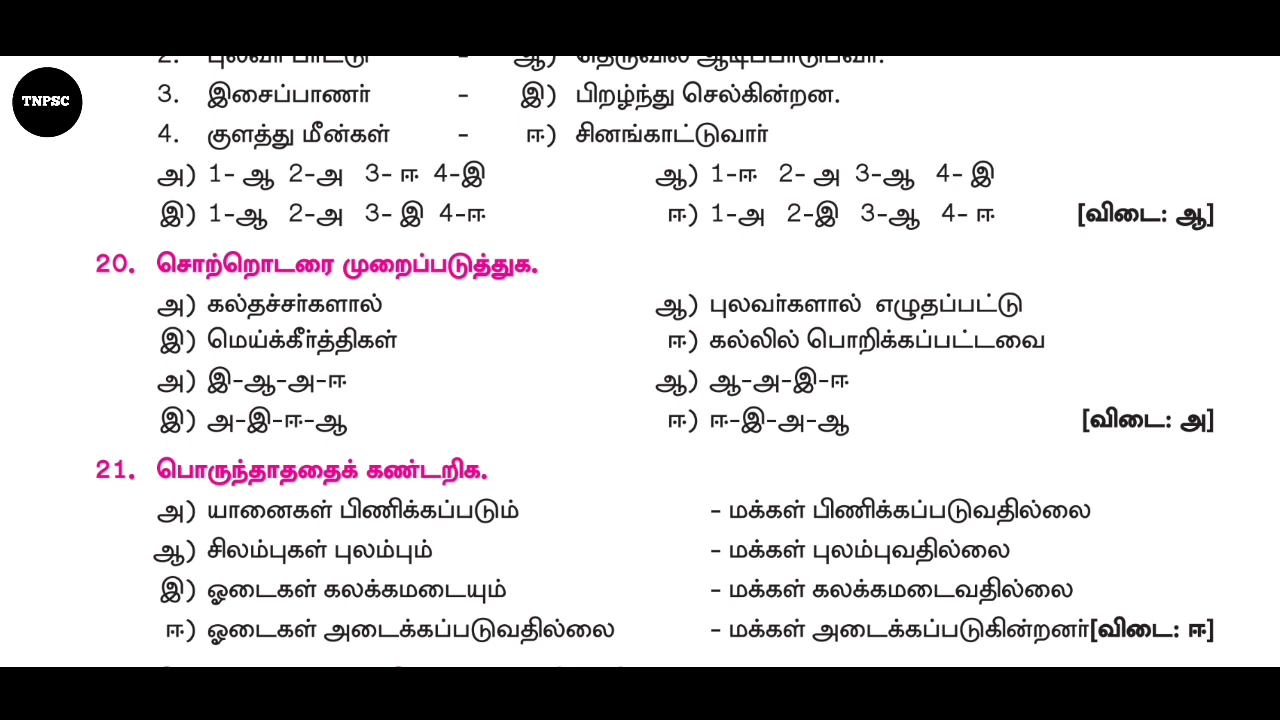 TNPSC
2. புலவர் பாட்டு - ஆ) தெருவில் ஆடிப்பாடுபவர்.
3. இசைப்பாணர் - இ) பிறழ்ந்து செல்கின்றன.
4. குளத்து மீன்கள் - ஈ) சினங்காட்டுவார்
அ) 1- ஆ 2-அ 3- ஈ 4-இ ஆ) 1-ஈ 2- அ 3-ஆ 4- இ
இ) 1-ஆ 2-அ 3- இ 4-ஈ ஈ) 1-அ 2-இ 3-ஆ 4- ஈ [விடை: ஆ]
20. சொற்றொடரை முறைப்படுத்துக.
அ) கல்தச்சர்களால் ஆ) புலவர்களால் எழுதப்பட்டு
இ) மெய்க்கீர்த்திகள் ஈ) கல்லில் பொறிக்கப்பட்டவை
அ) இ-ஆ-அ-ஈ ஆ) ஆ-அ-இ-ஈ
இ) அ-இ-ஈ-ஆ ஈ) ஈ-இ-அ-ஆ [விடை: அ]
21. பொருந்தாததைக் கண்டறிக.
அ) யானைகள் பிணிக்கப்படும் - மக்கள் பிணிக்கப்படுவதில்லை
ஆ) சிலம்புகள் புலம்பும் - மக்கள் புலம்புவதில்லை
இ) ஓடைகள் கலக்கமடையும் - மக்கள் கலக்கமடைவதில்லை
ஈ) ஓடைகள் அடைக்கப்படுவதில்லை - மக்கள் அடைக்கப்படுகின்றனர்[விடை: ஈ]